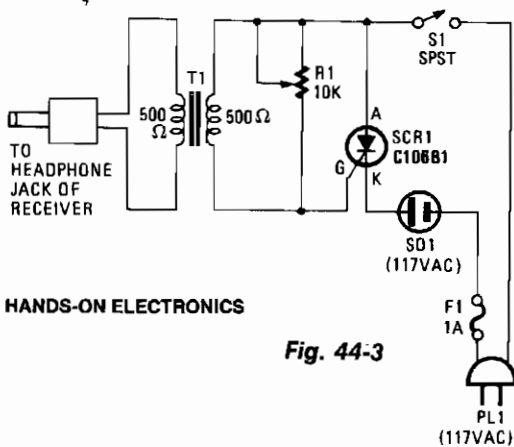 S1
SPST
T1
R1
10K
500
Ω
500Ω
A
SCR1
G
K
TO
HEADPHONE
JACK OF
RECEIVER
SO1
(117VAC)
HANDS-ON ELECTRONICS
F1
1A
Fig. 44-3
PL1
(117VAC)